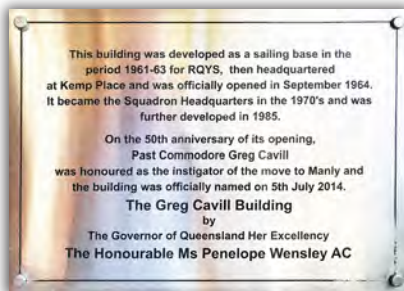 This building was developed as a sailing base in the
period 1961-63 for RQYS, then headquartered
at Kemp Place and was officially opened in September 1964.
It became the Squadron Headquarters in the 1970's and was
further developed in 1985.
On the 50th anniversary of its opening,
Past Commodore Greg Cavill
was honoured as the instigator of the move to Manly and
the building was officially named on 5th July 2014.
The Greg Cavill Building
by
The Governor of Queensland Her Excellency
The Honourable Ms Penelope Wensley AC